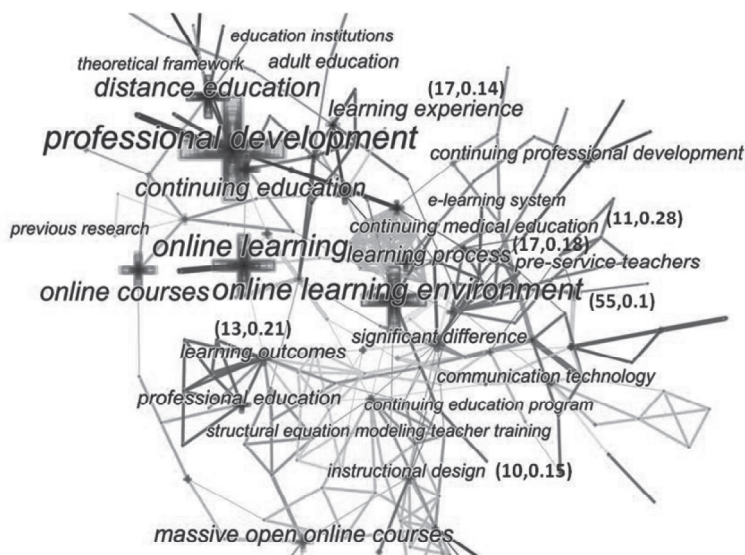 education institutions
theoretical framework adult education
distance education (17,0.14)
learning experience
professional development
continuing professional development
continuing education
e-learning system
continuing medical education (11,0.28)
previous research
online learning (17,0.18)
learning process pre-service teachers
online courses online learning environment (55,0.1)
(13,0.21) significant difference
learning outcomes
communication technology
professional education continuing education program
structural equation modeling teacher training
instructional design (10,0.15)
massive open online courses